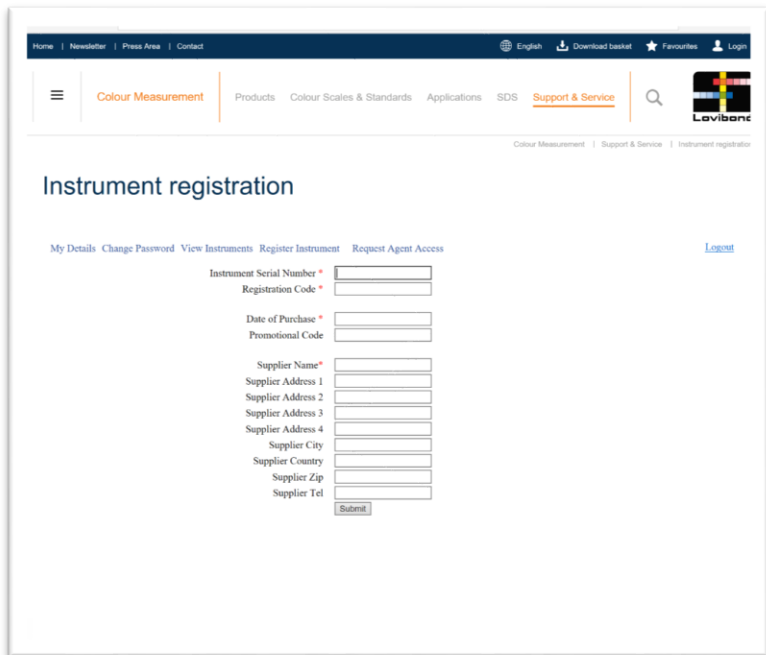 Home | Newsletter | Press Area | Contact English Download basket Favourites Login
Colour Measurement Products Colour Scales & Standards Applications SDS Support & Service
Lovibond
Colour Measurement | Support & Service | Instrument registration
Instrument registration
My Details Change Password View Instruments Register Instrument Request Agent Access Logout
Instrument Serial Number *
Registration Code *
Date of Purchase *
Promotional Code
Supplier Name*
Supplier Address 1
Supplier Address 2
Supplier Address 3
Supplier Address 4
Supplier City
Supplier Country
Supplier Zip
Supplier Tel
Submit